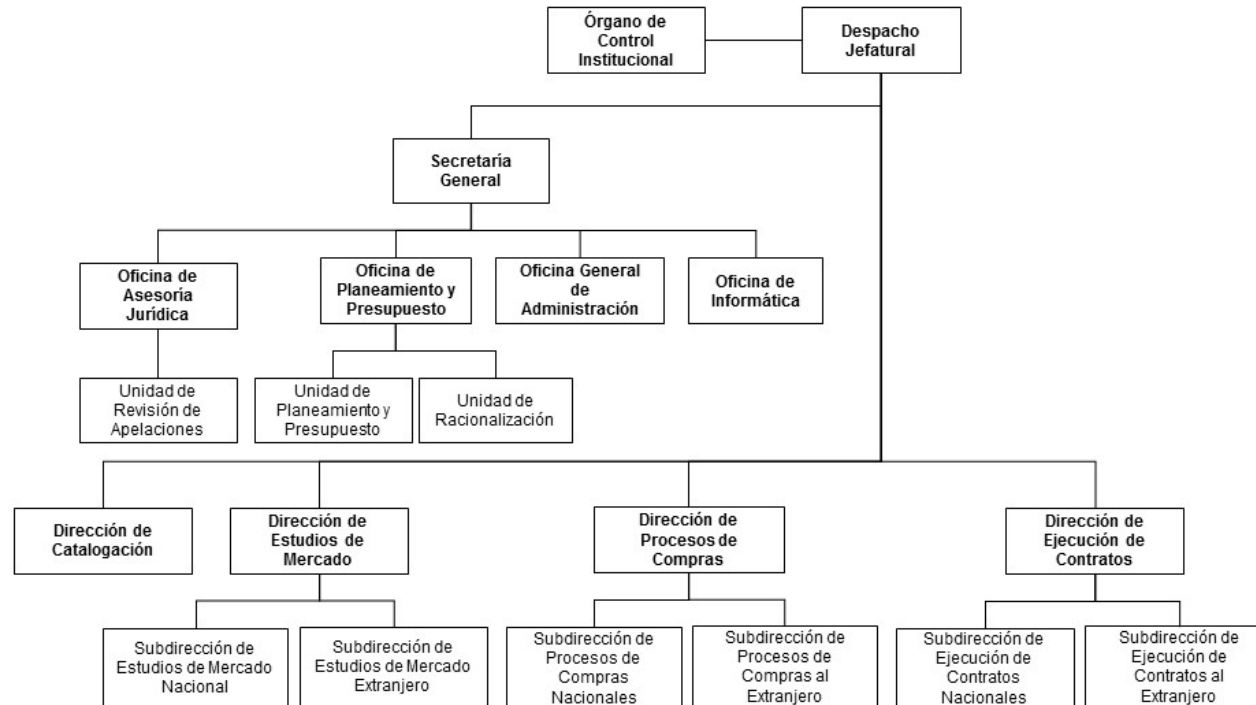 Órgano de
Control
Institucional
Despacho
Jefatural
Secretaría
General
Oficina de
Asesoría
Jurídica
Oficina de
Planeamiento y
Presupuesto
Oficina General
de
Administración
Oficina de
Informática
Unidad de
Revisión de
Apelaciones
Unidad de
Planeamiento y
Presupuesto
Unidad de
Racionalización
Dirección de
Catalogación
Dirección de
Estudios de
Mercado
Dirección de
Procesos de
Compras
Dirección de
Ejecución de
Contratos
Subdirección de
Estudios de Mercado
Nacional
Subdirección de
Estudios de Mercado
Extranjero
Subdirección de
Procesos de
Compras
Nacionales
Subdirección de
Procesos de
Compras al
Extranjero
Subdirección de
Ejecución de
Contratos
Nacionales
Subdirección de
Ejecución de
Contratos al
Extranjero